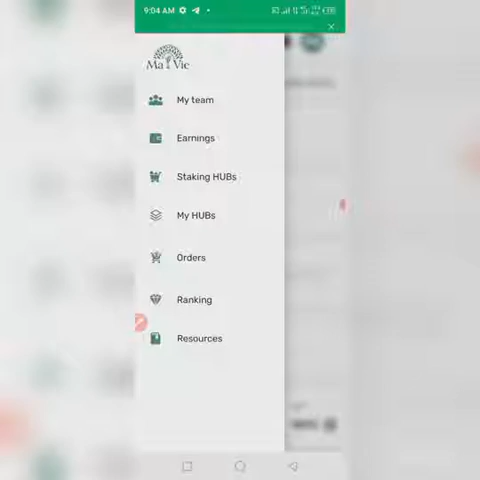 9:04 AM
Ma Vie
My team
Earnings
Staking HUBs
My HUBs
Orders
Ranking
Resources